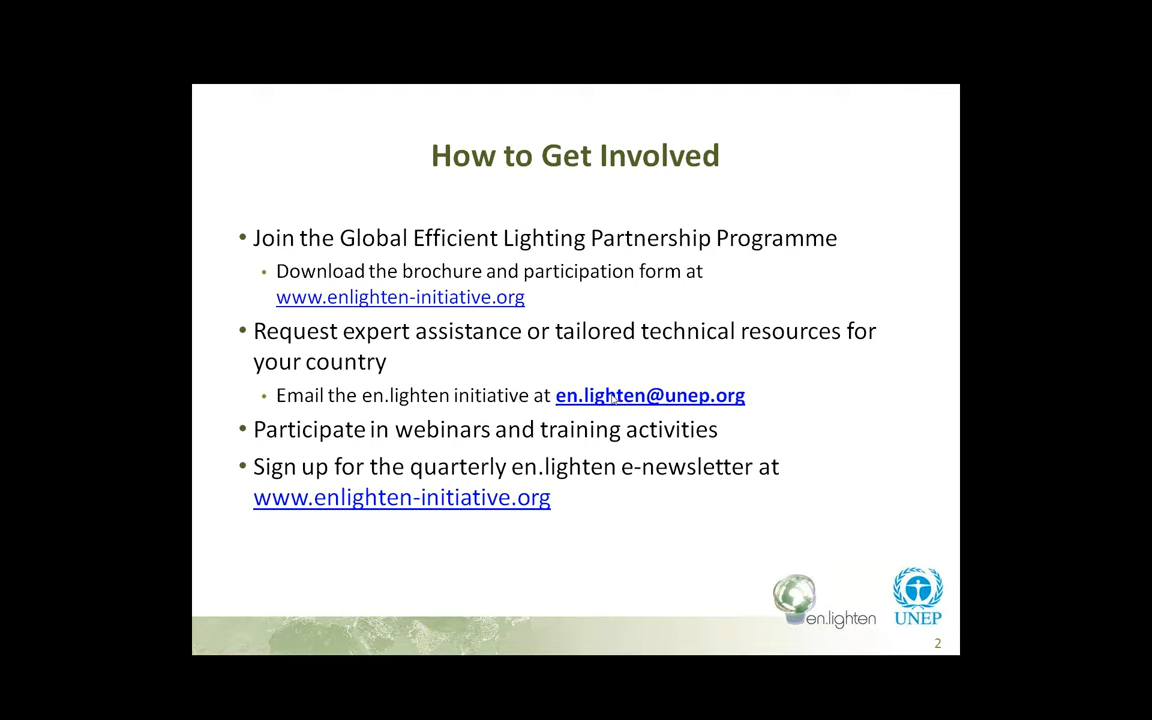 How to Get Involved
• Join the Global Efficient Lighting Partnership Programme
• Download the brochure and participation form at
www.enlighten-initiative.org
• Request expert assistance or tailored technical resources for
your country
• Email the en.lighten initiative at en.lighten@unep.org
• Participate in webinars and training activities
• Sign up for the quarterly en.lighten e-newsletter at
www.enlighten-initiative.org
en.lighten
UNEP
2